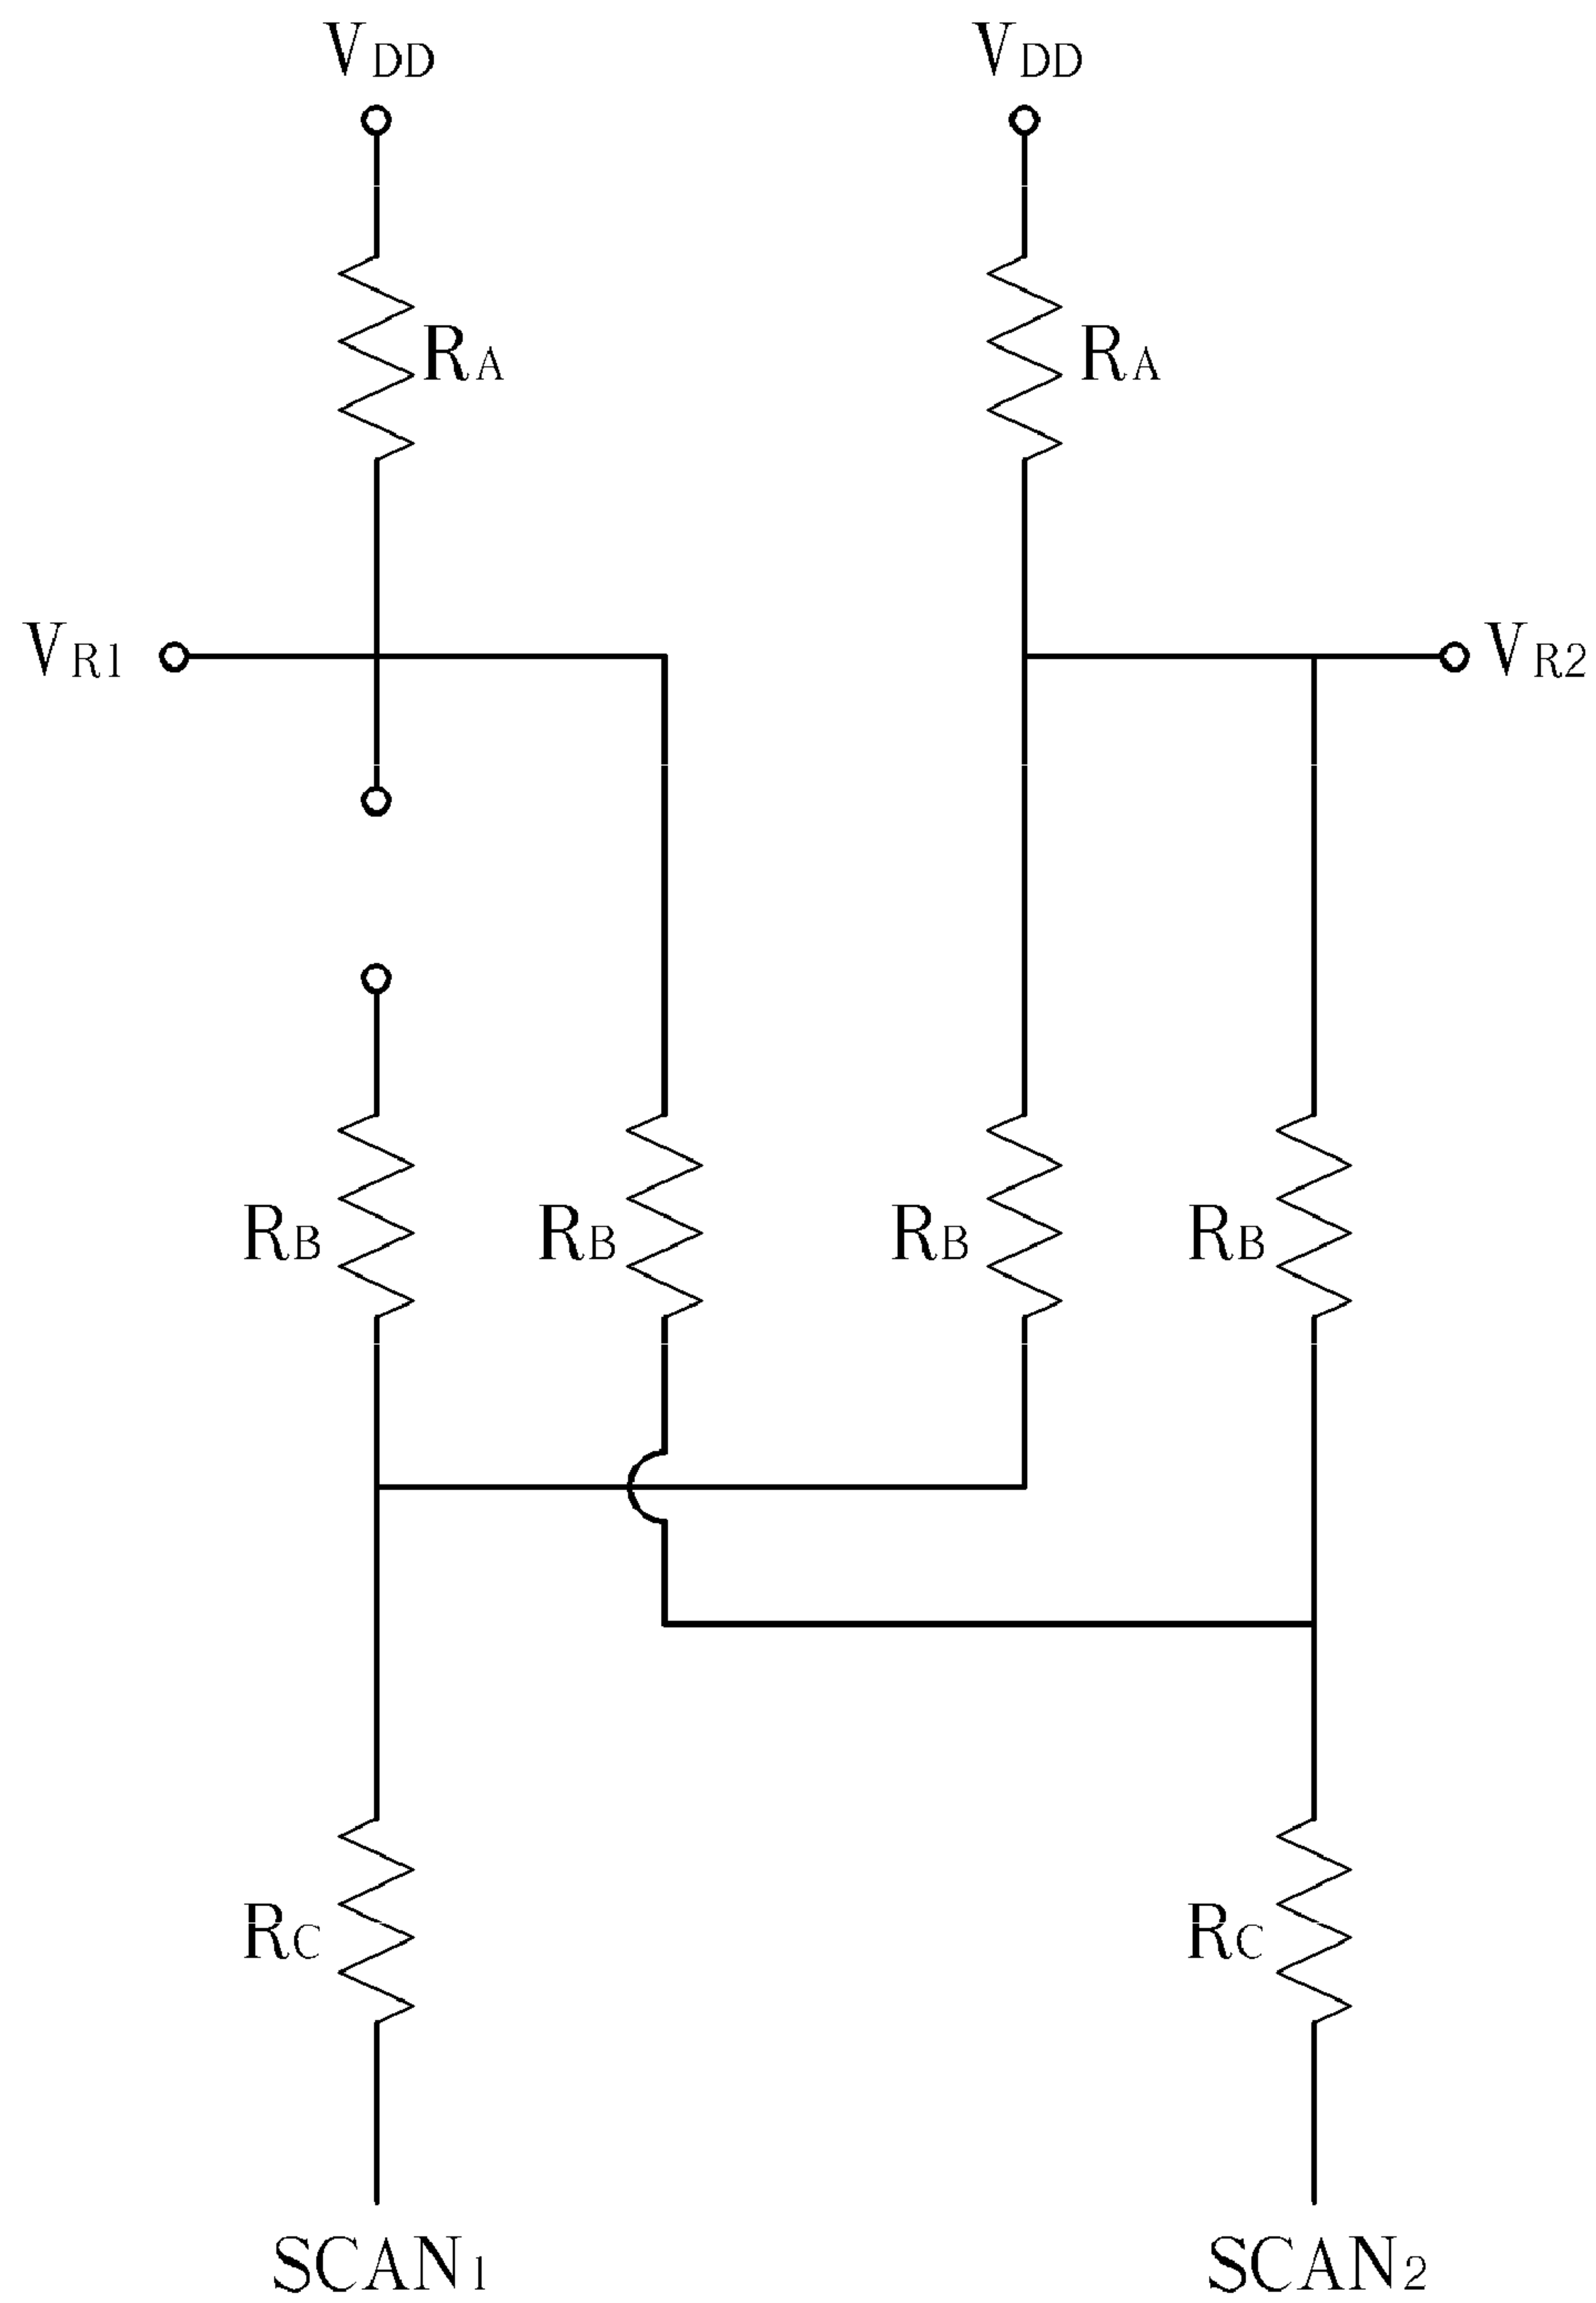 VDD VDD
RA RA
VR1 VR2
RB RB RB RB
RC RC
SCAN1 SCAN2